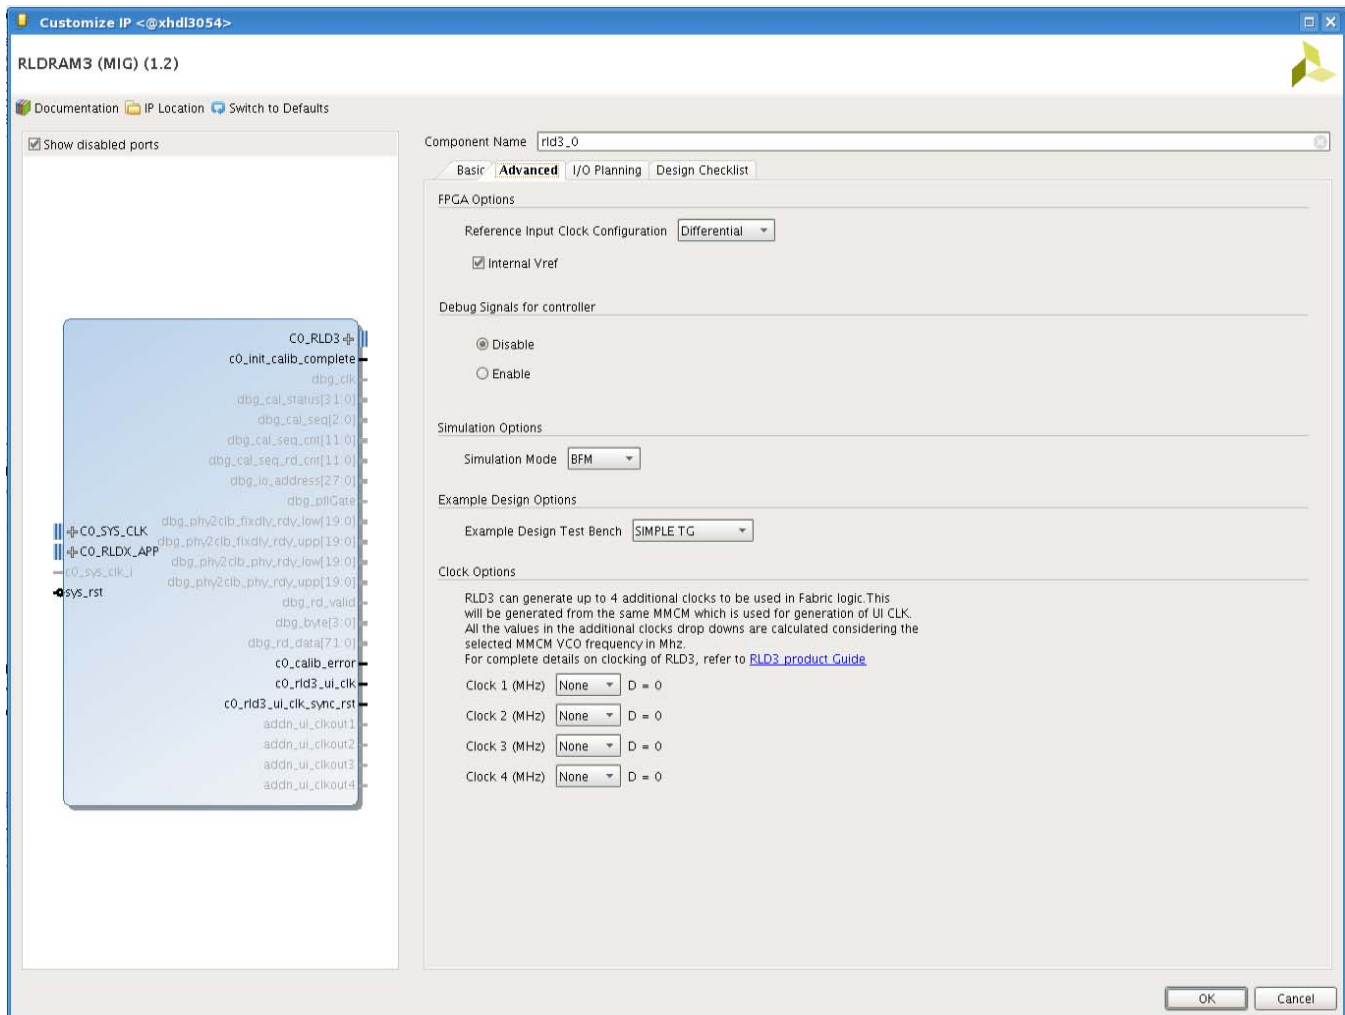 Customize IP <@xhdl3054>
RLDRAM3 (MIG) (1.2)
Documentation IP Location Switch to Defaults
Show disabled ports
C0_RLD3
c0_init_calib_complete
dbg_clk
dbg_cal_status[31:0]
dbg_cal_seq[2:0]
dbg_cal_seq_cnt[11:0]
dbg_cal_seq_rd_cnt[11:0]
dbg_io_address[27:0]
dbg_pllGate
dbg_phy2clb_fixdly_rdy_low[19:0]
dbg_phy2clb_fixdly_rdy_upp[19:0]
dbg_phy2clb_phy_rdy_low[19:0]
dbg_phy2clb_phy_rdy_upp[19:0]
dbg_rd_valid
dbg_byte[3:0]
dbg_rd_data[71:0]
c0_calib_error
c0_rld3_ui_clk
c0_rld3_ui_clk_sync_rst
addn_ui_clkout1
addn_ui_clkout2
addn_ui_clkout3
addn_ui_clkout4
C0_SYS_CLK
C0_RLDX_APP
c0_sys_clk_i
sys_rst
Component Name rld3_0
Basic Advanced I/O Planning Design Checklist
FPGA Options
Reference Input Clock Configuration Differential
Internal Vref
Debug Signals for controller
Disable
Enable
Simulation Options
Simulation Mode BFM
Example Design Options
Example Design Test Bench SIMPLE TG
Clock Options
RLD3 can generate up to 4 additional clocks to be used in Fabric logic.This
will be generated from the same MMCM which is used for generation of UI CLK.
All the values in the additional clocks drop downs are calculated considering the
selected MMCM VCO frequency in Mhz.
For complete details on clocking of RLD3, refer to RLD3 product Guide
Clock 1 (MHz) None D = 0
Clock 2 (MHz) None D = 0
Clock 3 (MHz) None D = 0
Clock 4 (MHz) None D = 0
OK Cancel